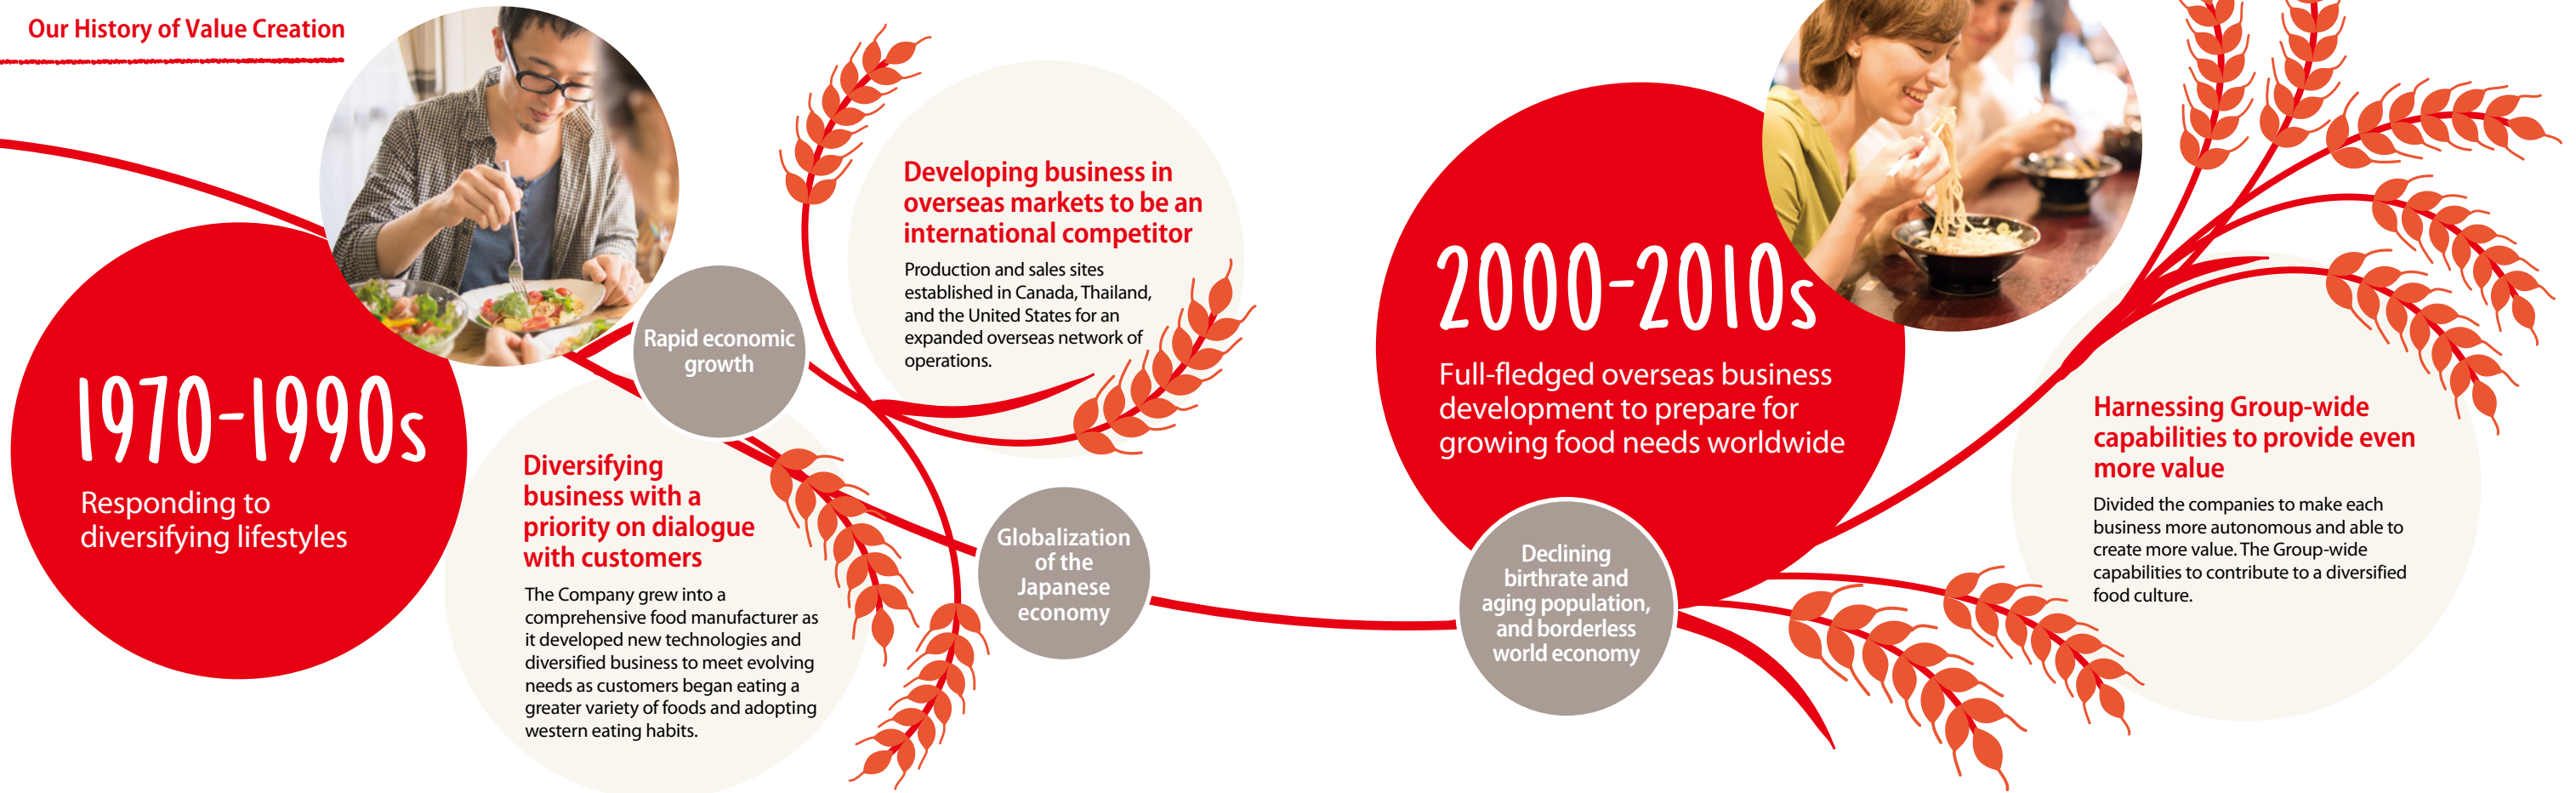 Our History of Value Creation
1970-1990s
Responding to
diversifying lifestyles
Rapid economic
growth
Diversifying
business with a
priority on dialogue
with customers
The Company grew into a
comprehensive food manufacturer as
it developed new technologies and
diversified business to meet evolving
needs as customers began eating a
greater variety of foods and adopting
western eating habits.
Developing business in
overseas markets to be an
international competitor
Production and sales sites
established in Canada, Thailand,
and the United States for an
expanded overseas network of
operations.
Globalization
of the
Japanese
economy
2000-2010s
Full-fledged overseas business
development to prepare for
growing food needs worldwide
Declining
birthrate and
aging population,
and borderless
world economy
Harnessing Group-wide
capabilities to provide even
more value
Divided the companies to make each
business more autonomous and able to
create more value. The Group-wide
capabilities to contribute to a diversified
food culture.